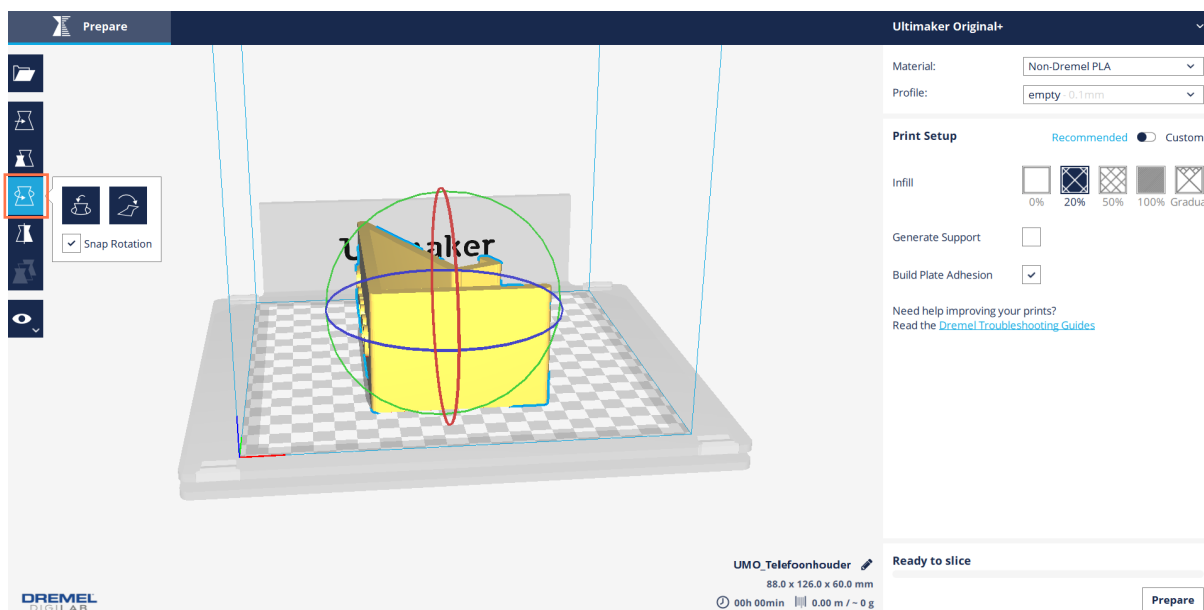 Prepare
Ultimaker Original+
Material:
Non-Dremel PLA
Profile:
empty - 0.1mm
Print Setup
Recommended
Custom
Infill
0%
20%
50%
100%
Gradua
Generate Support
Build Plate Adhesion
Need help improving your prints?
Read the Dremel Troubleshooting Guides
Snap Rotation
aker
UMO_Telefoonhouder
88.0 x 126.0 x 60.0 mm
00h 00min
0.00 m / ~ 0 g
Ready to slice
Prepare
DREMEL
DIGILAB